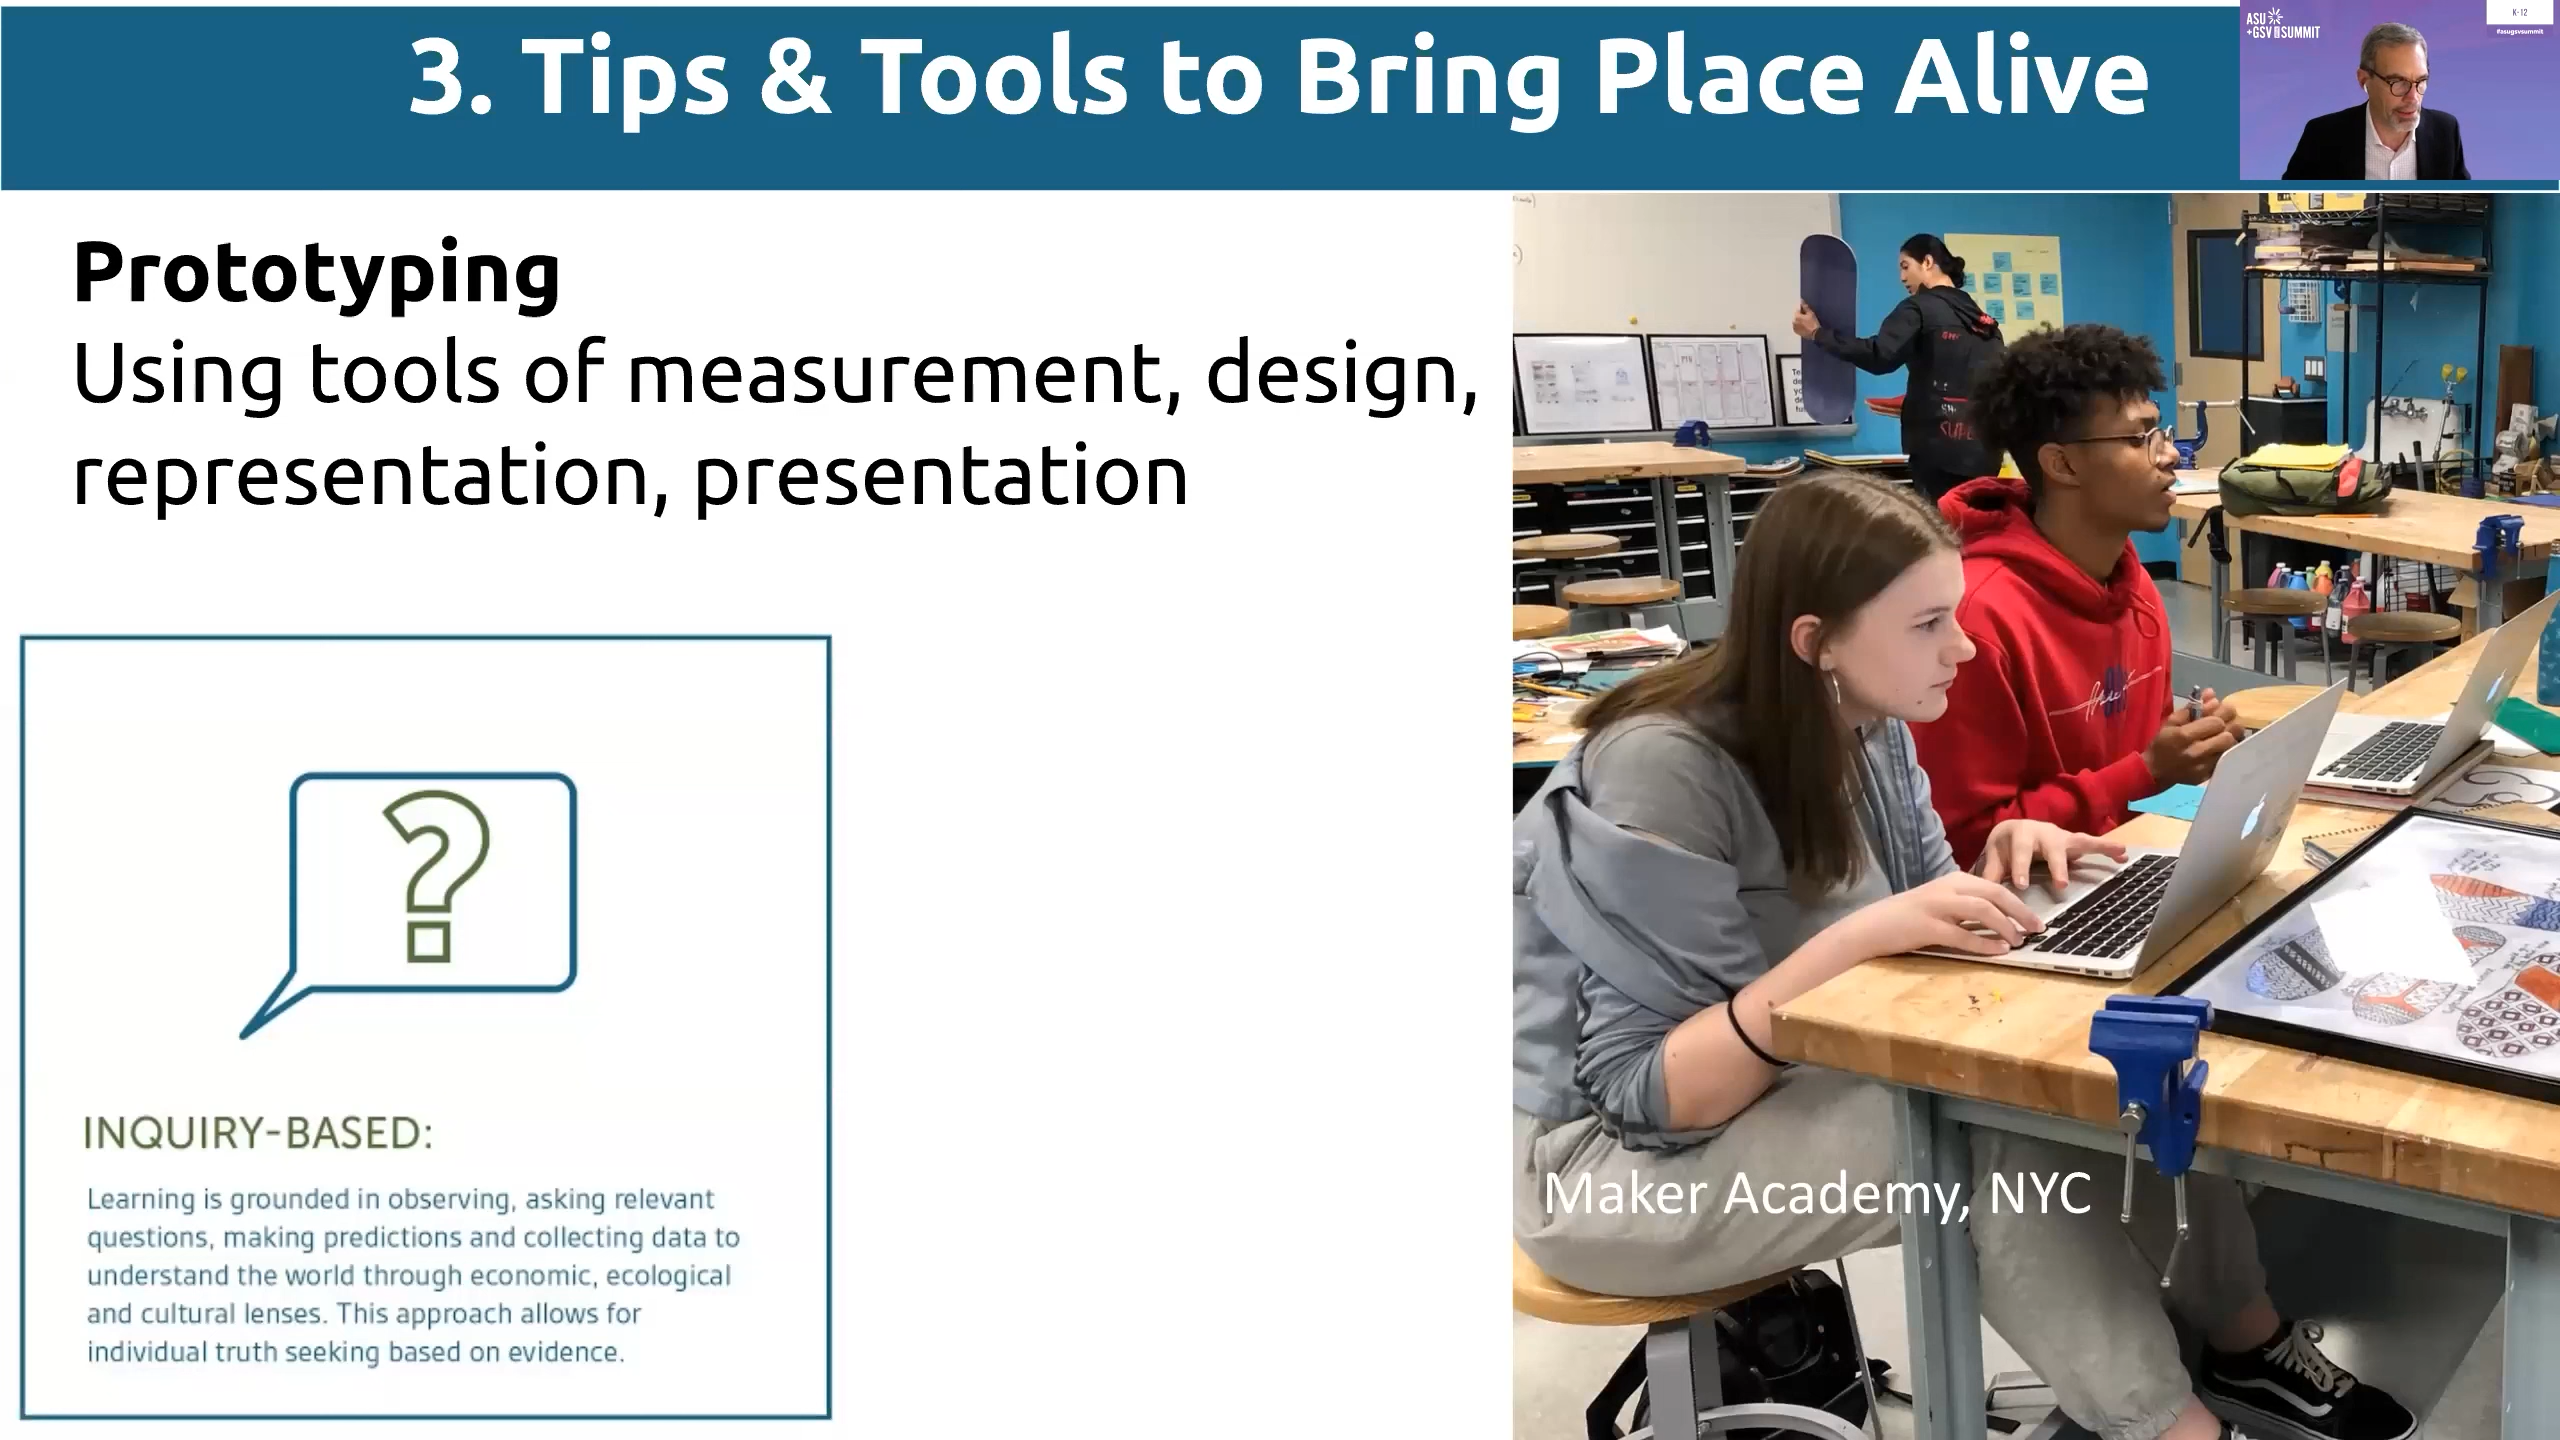 3. Tips & Tools to Bring Place Alive
ASU
+GSV SUMMIT
K-12
#asugsvsummit
Prototyping
Using tools of measurement, design,
representation, presentation
?
INQUIRY-BASED:
Learning is grounded in observing, asking relevant
questions, making predictions and collecting data to
understand the world through economic, ecological
and cultural lenses. This approach allows for
individual truth seeking based on evidence.
Maker Academy, NYC